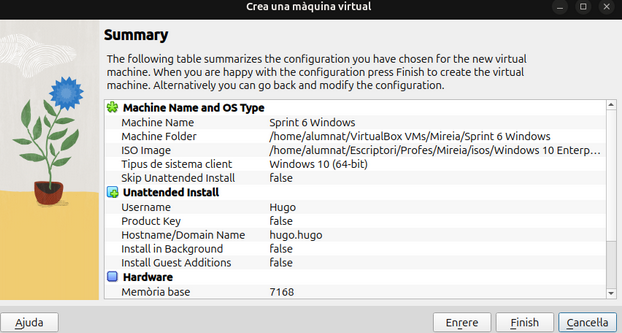 Crea una màquina virtual
Summary
The following table summarizes the configuration you have chosen for the new virtual
machine. When you are happy with the configuration press Finish to create the virtual
machine. Alternatively you can go back and modify the configuration.
Machine Name and OS Type
Machine Name Sprint 6 Windows
Machine Folder /home/alumnat/VirtualBox VMs/Mireia/Sprint 6 Windows
ISO Image /home/alumnat/Escriptori/Profes/Mireia/isos/Windows 10 Enterp...
Tipus de sistema client Windows 10 (64-bit)
Skip Unattended Install false
Unattended Install
Username Hugo
Product Key false
Hostname/Domain Name hugo.hugo
Install in Background false
Install Guest Additions false
Hardware
Memòria base 7168
Ajuda Enrere Finish Cancel·la